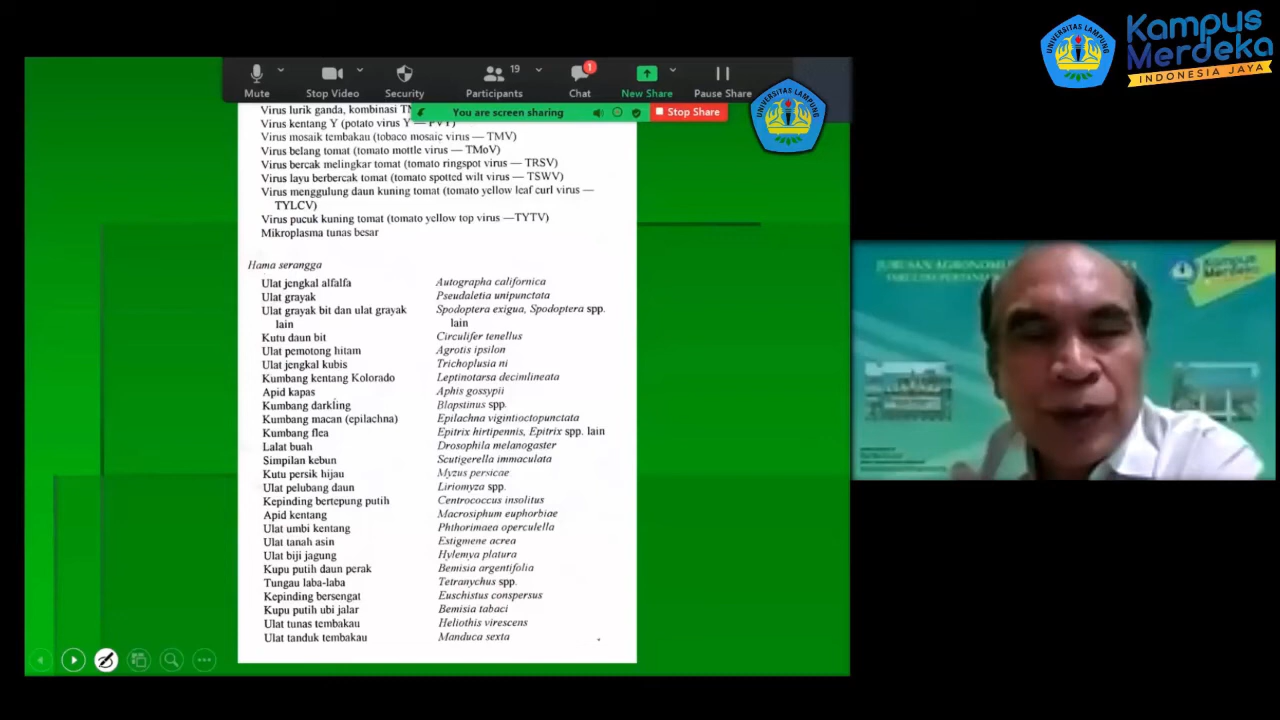 Mute
Stop Video
Security
19
Participants
1
Chat
New Share
Pause Share
You are screen sharing
Stop Share
UNIVERSITAS LAMPUNG
UNIVERSITAS LAMPUNG
Kampus
Merdeka
INDONESIA JAYA
Virus lurik ganda, kombinasi
Virus kentang Y (potato virus Y — PVY)
Virus mosaik tembakau (tobaco mosaic virus — TMV)
Virus belang tomat (tomato mottle virus — TMoV)
Virus bercak melingkar tomat (tomato ringspot virus — TRSV)
Virus layu berbercak tomat (tomato spotted wilt virus — TSWV)
Virus menggulung daun kuning tomat (tomato yellow leaf curl virus —
TYLCV)
Virus pucuk kuning tomat (tomato yellow top virus —TYTV)
Mikroplasma tunas besar
Hama serangga
Ulat jengkal alfalfa Autographa californica
Ulat grayak Pseudaletia unipunctata
Ulat grayak bit dan ulat grayak Spodoptera exigua, Spodoptera spp.
lain lain
Kutu daun bit Circulifer tenellus
Ulat pemotong hitam Agrotis ipsilon
Ulat jengkal kubis Trichoplusia ni
Kumbang kentang Kolorado Leptinotarsa decimlineata
Apid kapas Aphis gossypii
Kumbang darkling Blapstinus spp.
Kumbang macan (epilachna) Epilachna vigintioctopunctata
Kumbang flea Epitrix hirtipennis, Epitrix spp. lain
Lalat buah Drosophila melanogaster
Simpilan kebun Scutigerella immaculata
Kutu persik hijau Myzus persicae
Ulat pelubang daun Liriomyza spp.
Kepinding bertepung putih Centrococcus insolitus
Apid kentang Macrosiphum euphorbiae
Ulat umbi kentang Phthorimaea operculella
Ulat tanah asin Estigmene acrea
Ulat biji jagung Hylemya platura
Kupu putih daun perak Bemisia argentifolia
Tungau laba-laba Tetranychus spp.
Kepinding bersengat Euschistus conspersus
Kupu putih ubi jalar Bemisia tabaci
Ulat tunas tembakau Heliothis virescens
Ulat tanduk tembakau Manduca sexta
JURUSAN AGRONOMI
Kampus
Merdeka